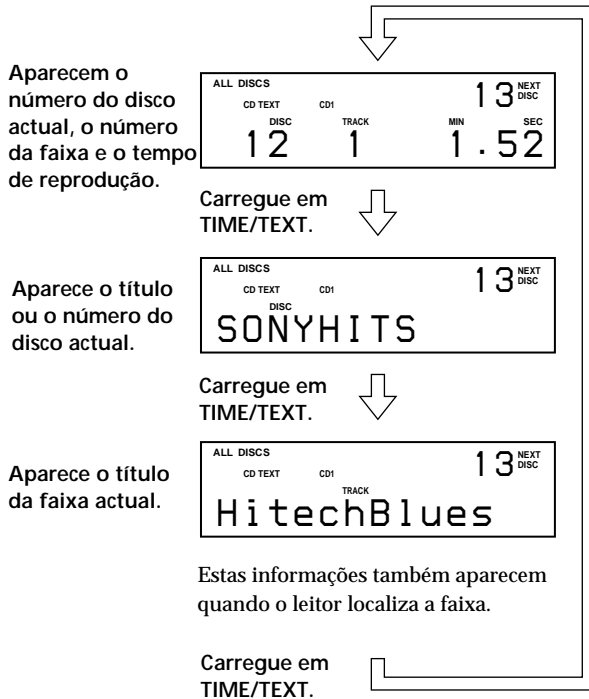 Aparecem o
número do disco
actual, o número
da faixa e o tempo
de reprodução.
ALL DISCS
CD TEXT CD1
13 NEXT DISC
DISC TRACK MIN SEC
12 1 1.52
Carregue em
TIME/TEXT.
Aparece o título
ou o número do
disco actual.
ALL DISCS
CD TEXT CD1
13 NEXT DISC
DISC
SONYHITS
Carregue em
TIME/TEXT.
Aparece o título
da faixa actual.
ALL DISCS
CD TEXT CD1
13 NEXT DISC
TRACK
HitechBlues
Estas informações também aparecem
quando o leitor localiza a faixa.
Carregue em
TIME/TEXT.